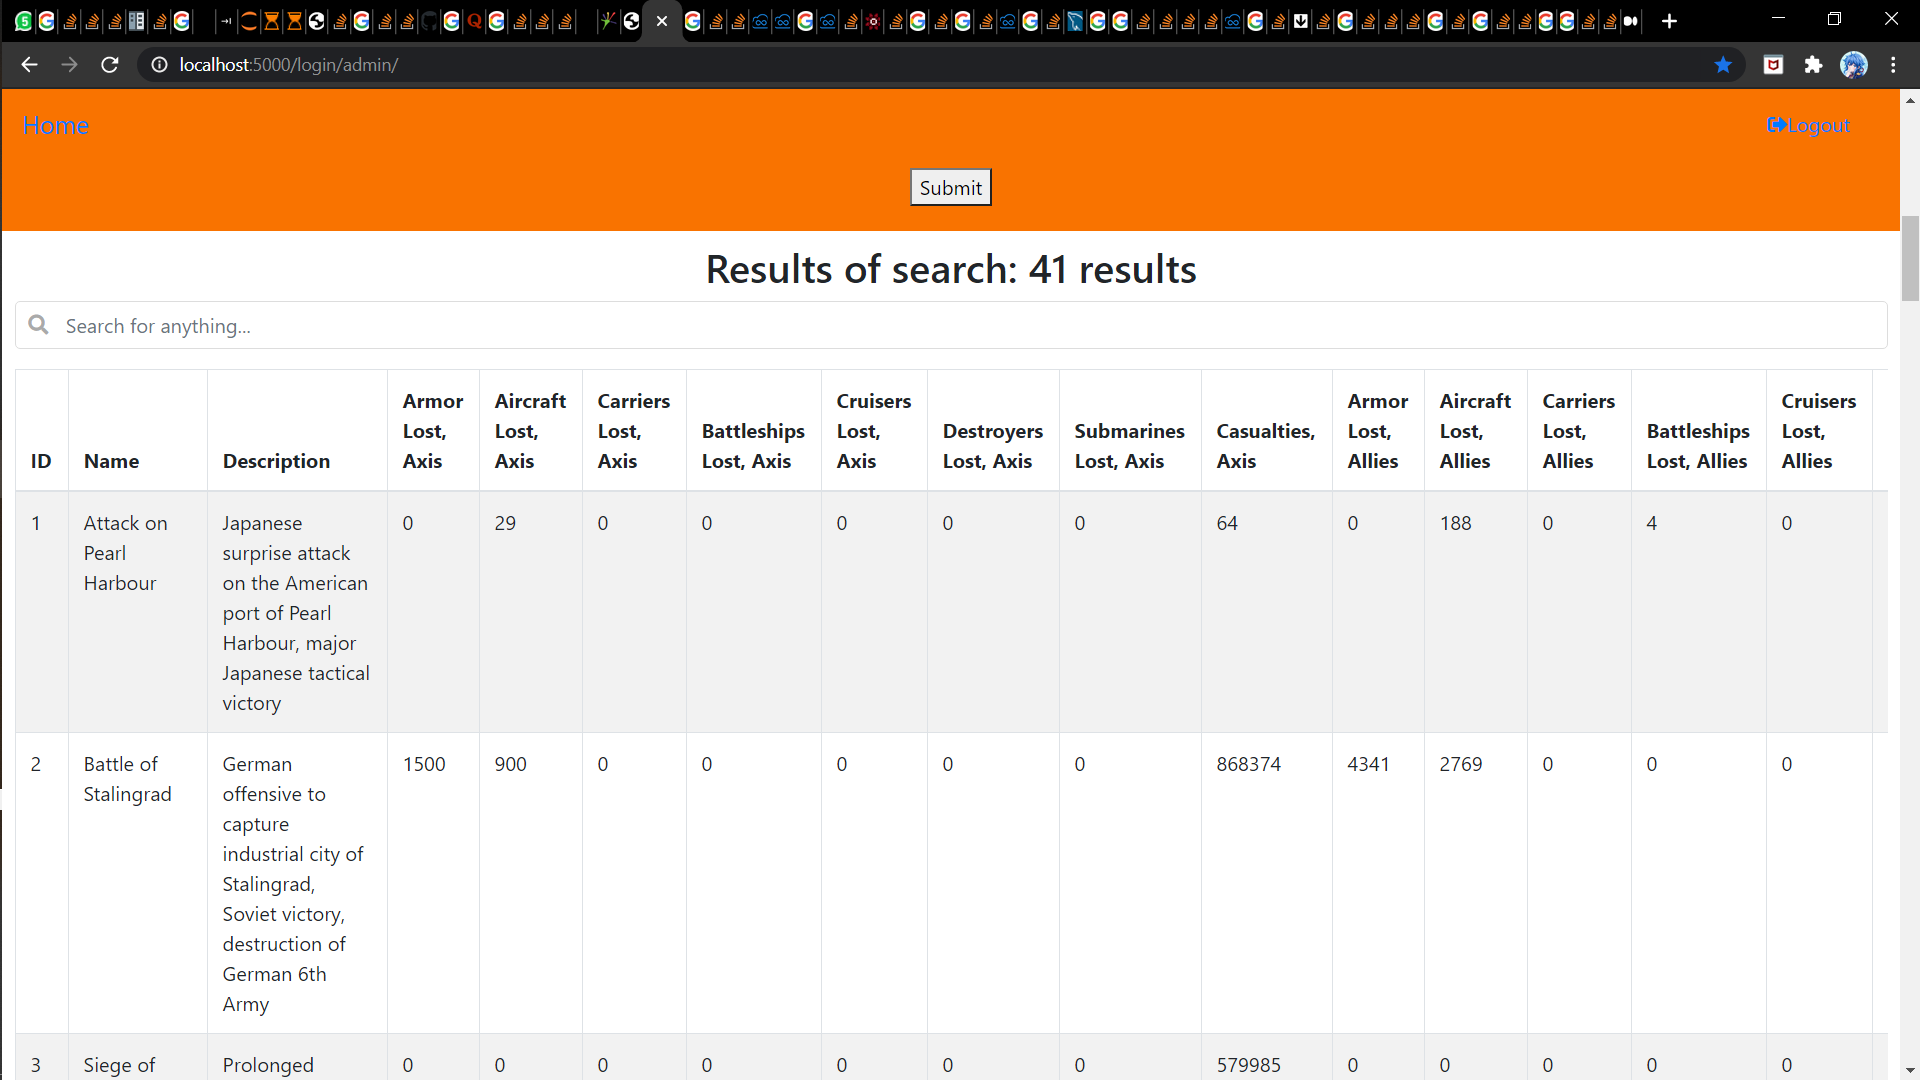 localhost:5000/login/admin/
Home
Logout
Submit
Results of search: 41 results
Search for anything...
ID
Name
Description
Armor
Lost,
Axis
Aircraft
Lost,
Axis
Carriers
Lost,
Axis
Battleships
Lost, Axis
Cruisers
Lost,
Axis
Destroyers
Lost, Axis
Submarines
Lost, Axis
Casualties,
Axis
Armor
Lost,
Allies
Aircraft
Lost,
Allies
Carriers
Lost,
Allies
Battleships
Lost, Allies
Cruisers
Lost,
Allies
1
Attack on
Pearl
Harbour
Japanese
surprise attack
on the American
port of Pearl
Harbour, major
Japanese tactical
victory
0
29
0
0
0
0
0
64
0
188
0
4
0
2
Battle of
Stalingrad
German
offensive to
capture
industrial city of
Stalingrad,
Soviet victory,
destruction of
German 6th
Army
1500
900
0
0
0
0
0
868374
4341
2769
0
0
0
3
Siege of
Prolonged
0
0
0
0
0
0
0
579985
0
0
0
0
0